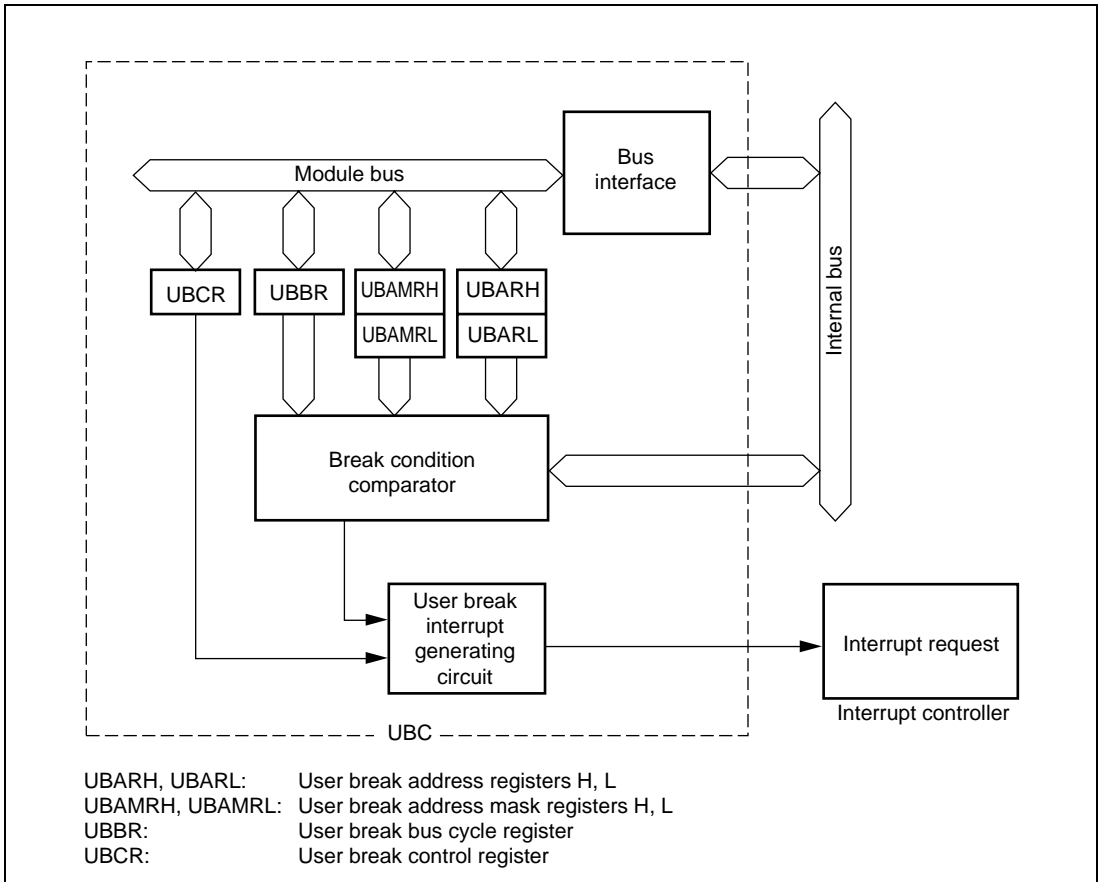 Bus
interface
Module bus
Internal bus
UBCR
UBBR
UBAMRH
UBARH
UBAMRL
UBARL
Break condition
comparator
User break
interrupt
generating
circuit
Interrupt request
Interrupt controller
UBC
UBARH, UBARL: User break address registers H, L
UBAMRH, UBAMRL: User break address mask registers H, L
UBBR: User break bus cycle register
UBCR: User break control register